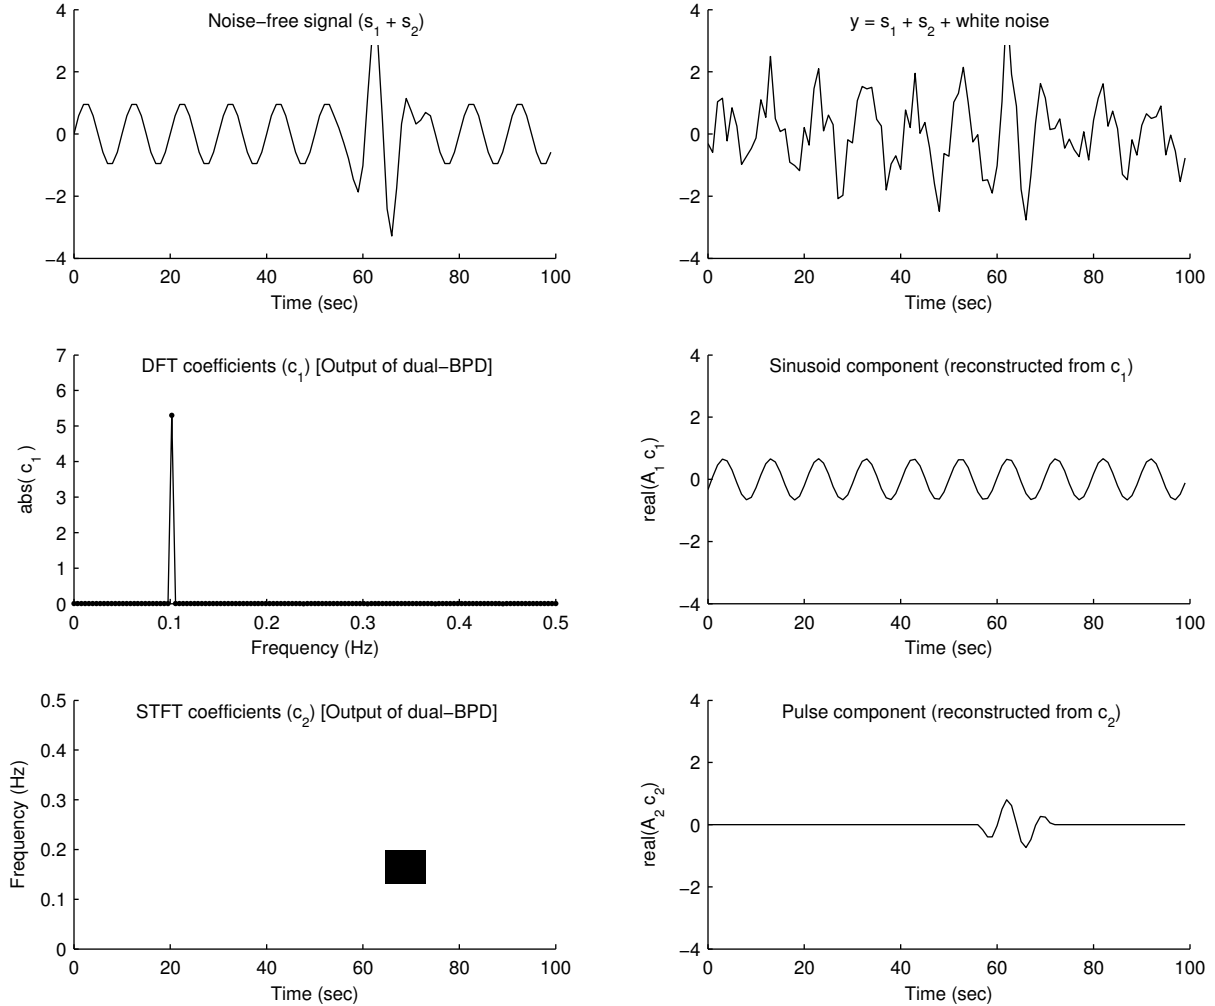 Noise−free signal (s1 + s2)
4
2
0
−2
−4
0 20 40 60 80 100
Time (sec)
y = s1 + s2 + white noise
4
2
0
−2
−4
0 20 40 60 80 100
Time (sec)
DFT coefficients (c1) [Output of dual−BPD]
7
6
5
4
3
2
1
0
abs( c1 )
0 0.1 0.2 0.3 0.4 0.5
Frequency (Hz)
Sinusoid component (reconstructed from c1)
4
2
0
−2
−4
real(A1 c1)
0 20 40 60 80 100
Time (sec)
STFT coefficients (c2) [Output of dual−BPD]
0.5
0.4
0.3
0.2
0.1
0
Frequency (Hz)
0 20 40 60 80 100
Time (sec)
Pulse component (reconstructed from c2)
4
2
0
−2
−4
real(A2 c2)
0 20 40 60 80 100
Time (sec)